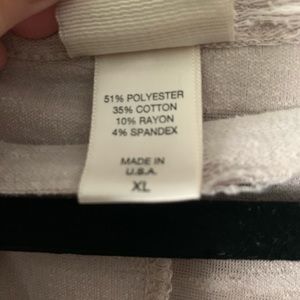 51% POLYESTER
35% COTTON
10% RAYON
4% SPANDEX
MADE IN
U.S.A.
XL